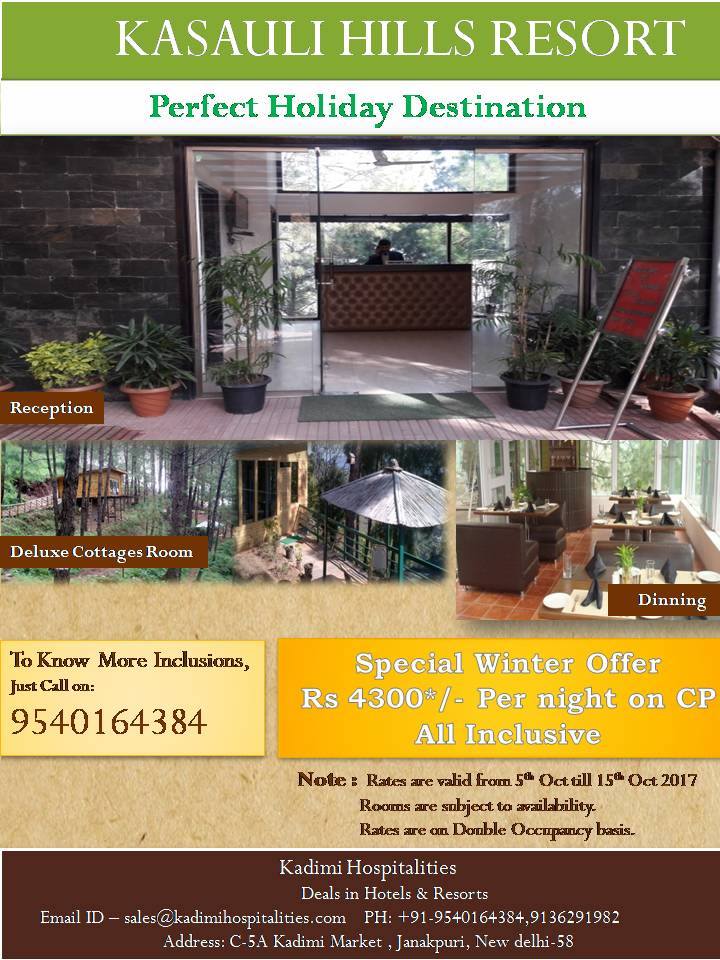 KASAULI HILLS RESORT
Perfect Holiday Destination
Reception
Deluxe Cottages Room
Dinning
To Know More Inclusions,
Just Call on:
9540164384
Special Winter Offer
Rs 4300*/- Per night on CP
All Inclusive
Note : Rates are valid from 5th Oct till 15th Oct 2017
Rooms are subject to availability.
Rates are on Double Occupancy basis.
Kadimi Hospitalities
Deals in Hotels & Resorts
Email ID – sales@kadimihospitalities.com PH: +91-9540164384,9136291982
Address: C-5A Kadimi Market , Janakpuri, New delhi-58